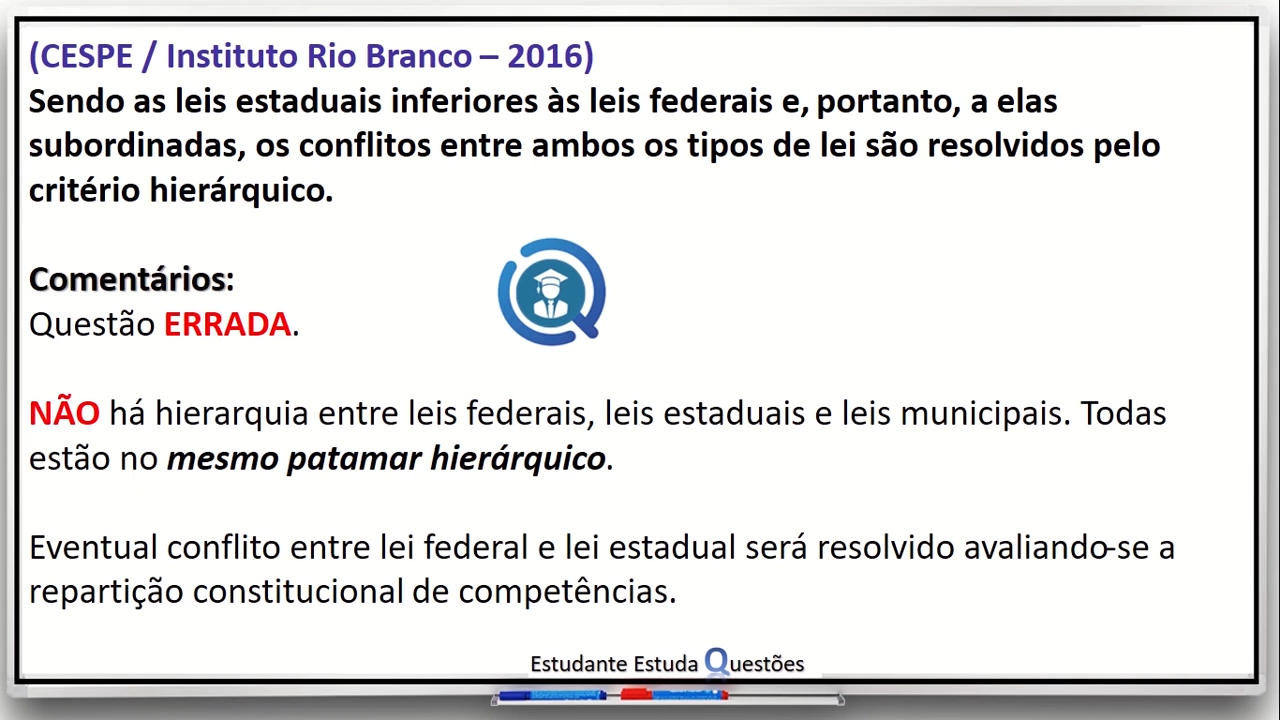 (CESPE / Instituto Rio Branco – 2016)
Sendo as leis estaduais inferiores às leis federais e, portanto, a elas
subordinadas, os conflitos entre ambos os tipos de lei são resolvidos pelo
critério hierárquico.
Comentários:
Questão ERRADA.
NÃO há hierarquia entre leis federais, leis estaduais e leis municipais. Todas
estão no mesmo patamar hierárquico.
Eventual conflito entre lei federal e lei estadual será resolvido avaliando-se a
repartição constitucional de competências.
Estudante Estuda Questões